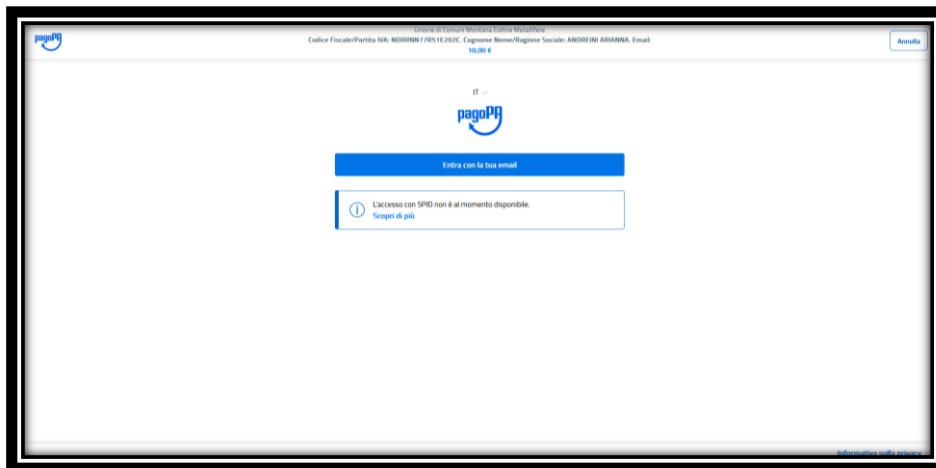 pagoPA
Unione di Comuni Montana Colline Metallifere
Codice Fiscale/Partita IVA: NDRRNN77R51E202C. Cognome Nome/Ragione Sociale: ANDREINI ARIANNA. Email:
10,00 €
Annulla
IT
pagoPA
Entra con la tua email
L'accesso con SPID non è al momento disponibile.
Scopri di più
Informativa sulla privacy